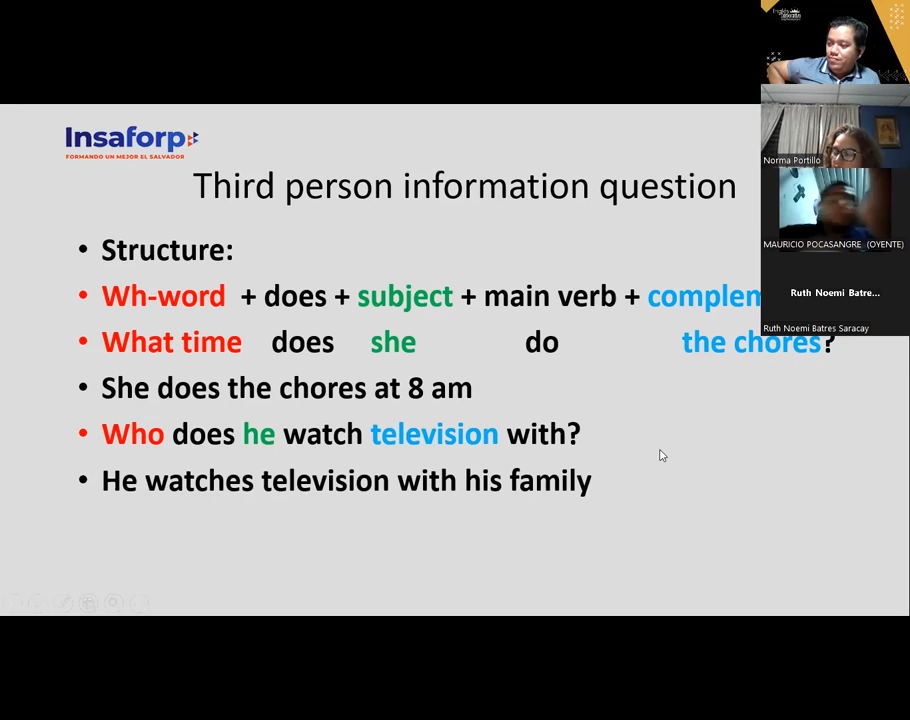 Inglés
Insaforp
FORMANDO UN MEJOR EL SALVADOR
Third person information question
• Structure:
• Wh-word + does + subject + main verb + complem
• What time does she do the chores?
• She does the chores at 8 am
• Who does he watch television with?
• He watches television with his family
Norma Portillo
MAURICIO POCASANGRE (OYENTE)
Ruth Noemi Batre...
Ruth Noemi Batres Saracay